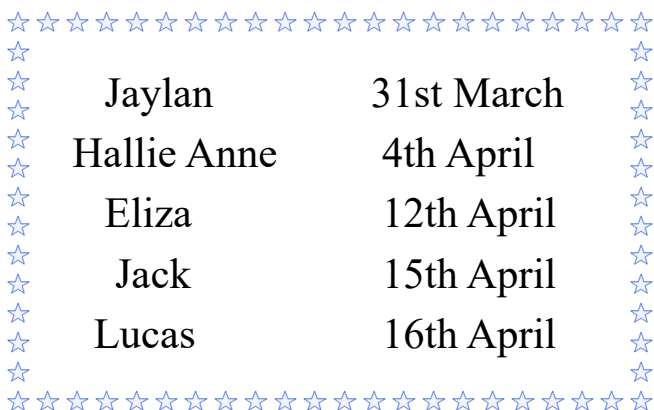 Jaylan 31st March
Hallie Anne 4th April
Eliza 12th April
Jack 15th April
Lucas 16th April